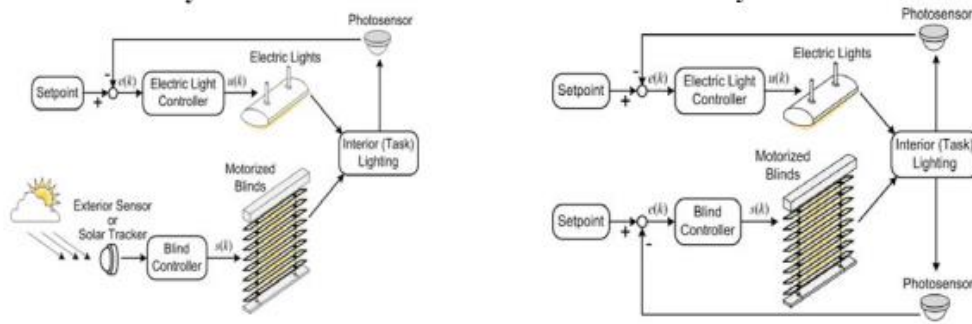 Photosensor
Electric Lights
Setpoint
-
+
e(k)
Electric Light
Controller
u(k)
Interior (Task)
Lighting
Motorized
Blinds
Exterior Sensor
or
Solar Tracker
Blind
Controller
s(k)
Photosensor
Electric Lights
Setpoint
-
+
e(k)
Electric Light
Controller
u(k)
Interior (Task)
Lighting
Motorized
Blinds
Setpoint
+
-
e(k)
Blind
Controller
s(k)
Photosensor